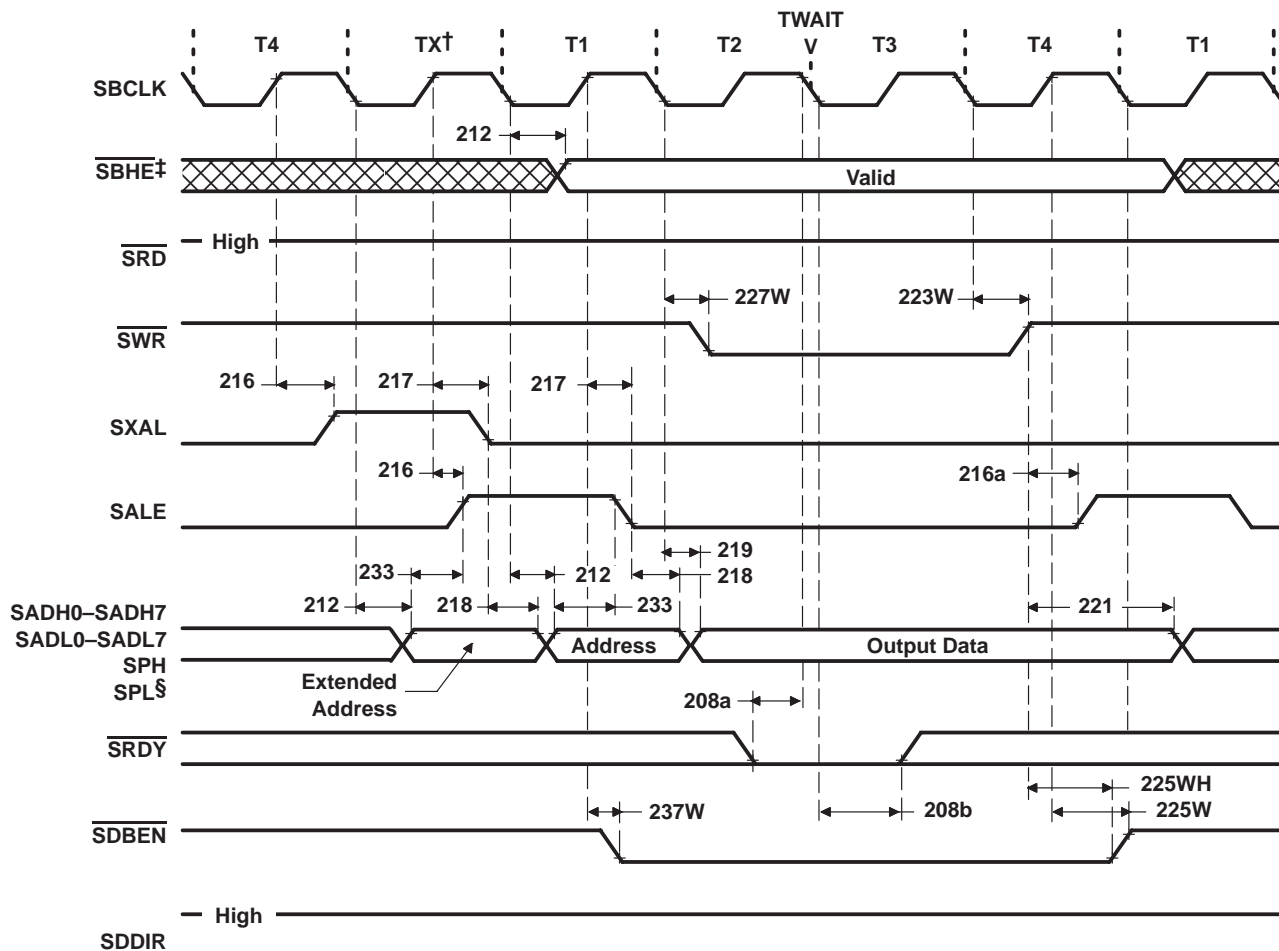 TWAIT
T4 TX† T1 T2 V T3 T4 T1
SBCLK
212
SBHE‡
Valid
High
SRD
227W 223W
SWR
216 217 217
SXAL
216 216a
SALE
219
233 212 218
212 218 233 221
SADH0–SADH7
SADL0–SADL7 Address Output Data
SPH
SPL§
Extended
Address
208a
SRDY
225WH
237W 208b 225W
SDBEN
High
SDDIR